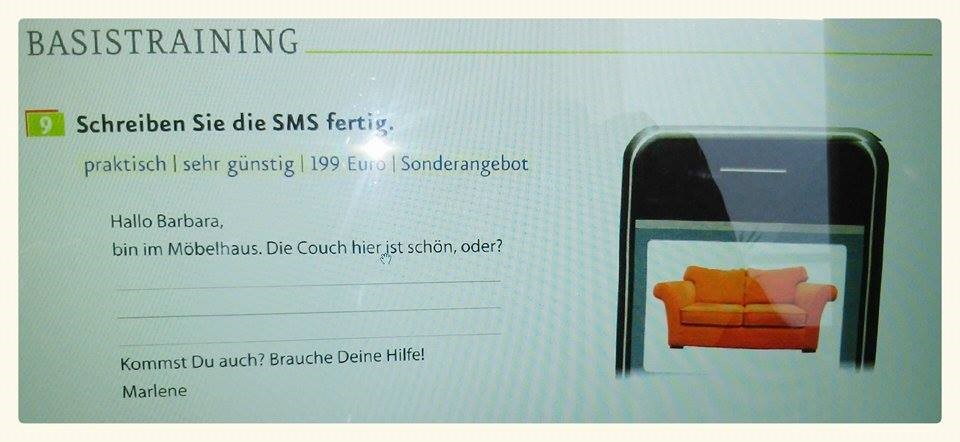 BASISTRAINING
9 Schreiben Sie die SMS fertig.
praktisch | sehr günstig | 199 Euro | Sonderangebot
Hallo Barbara,
bin im Möbelhaus. Die Couch hier ist schön, oder?
Kommst Du auch? Brauche Deine Hilfe!
Marlene